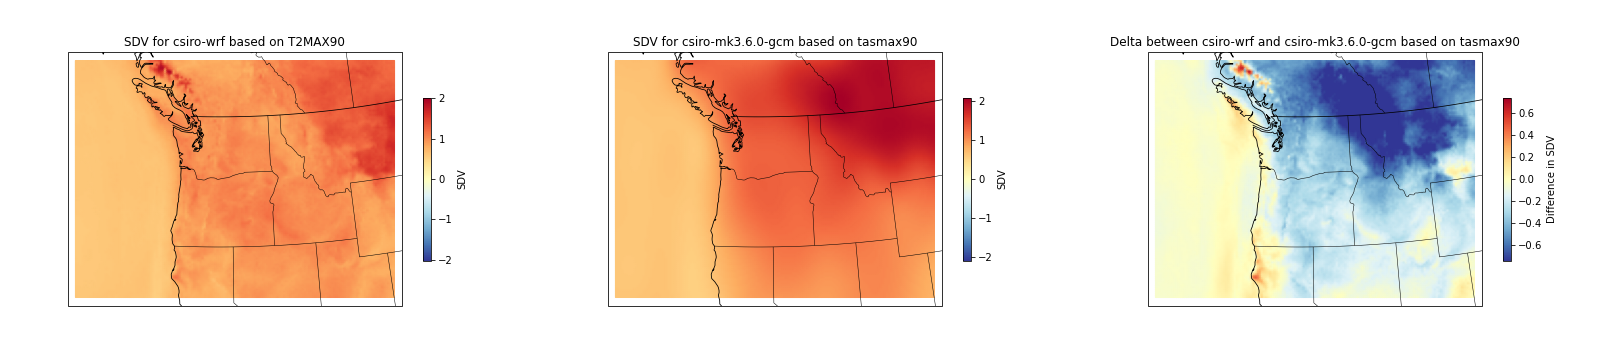 SDV for csiro-wrf based on T2MAX90
2
1
0
−1
−2
SDV
SDV for csiro-mk3.6.0-gcm based on tasmax90
2
1
0
−1
−2
SDV
Delta between csiro-wrf and csiro-mk3.6.0-gcm based on tasmax90
0.6
0.4
0.2
0.0
−0.2
−0.4
−0.6
Difference in SDV